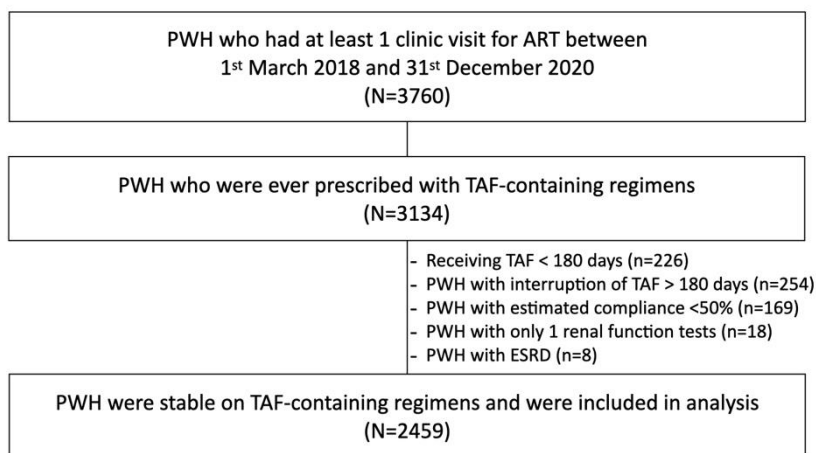 PWH who had at least 1 clinic visit for ART between
1st March 2018 and 31st December 2020
(N=3760)
PWH who were ever prescribed with TAF-containing regimens
(N=3134)
- Receiving TAF < 180 days (n=226)
- PWH with interruption of TAF > 180 days (n=254)
- PWH with estimated compliance <50% (n=169)
- PWH with only 1 renal function tests (n=18)
- PWH with ESRD (n=8)
PWH were stable on TAF-containing regimens and were included in analysis
(N=2459)